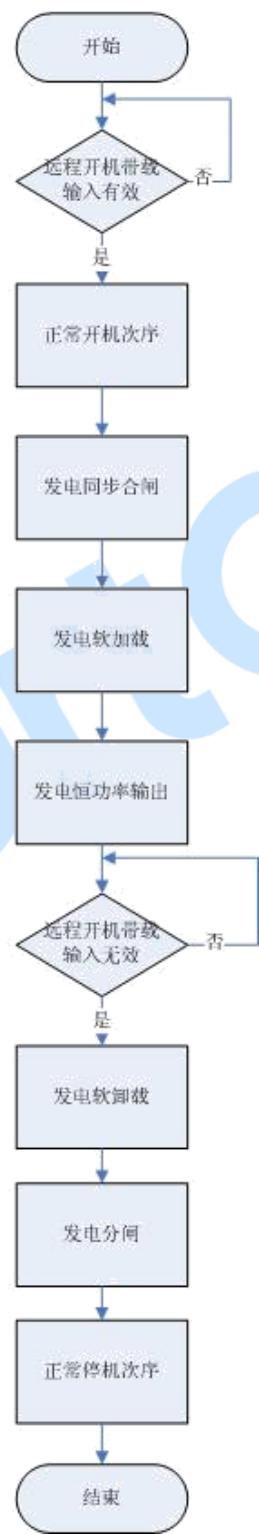 开始
远程开机带载
输入有效
否
是
正常开机次序
发电同步合闸
发电软加载
发电恒功率输出
远程开机带载
输入无效
否
是
发电软卸载
发电分闸
正常停机次序
结束